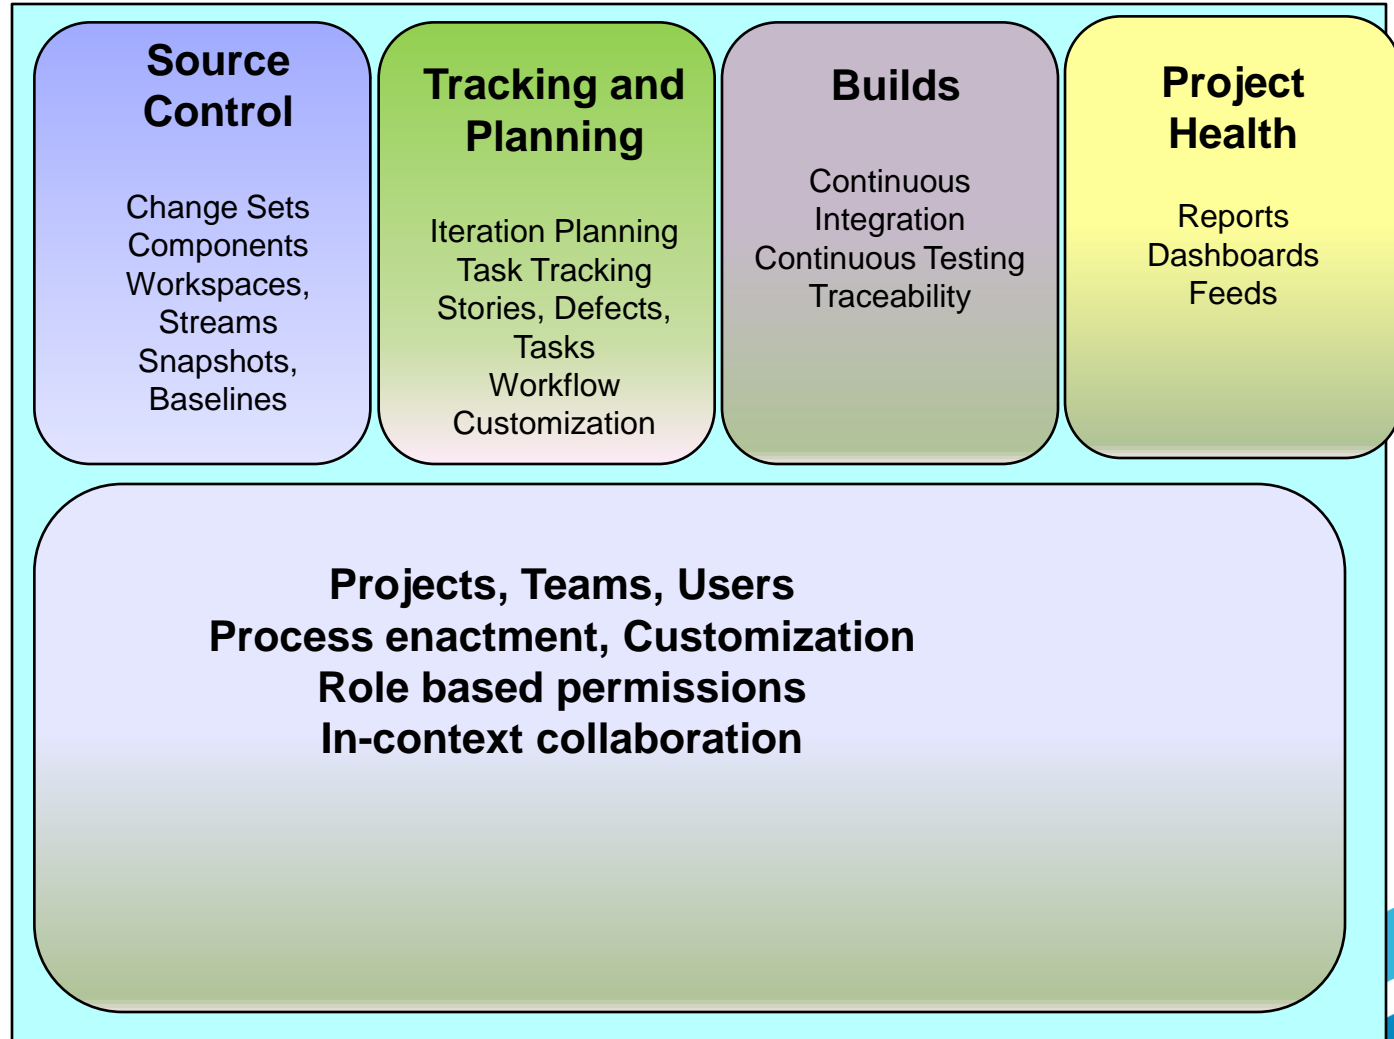 Source
Control
Change Sets
Components
Workspaces,
Streams
Snapshots,
Baselines
Tracking and
Planning
Iteration Planning
Task Tracking
Stories, Defects,
Tasks
Workflow
Customization
Builds
Continuous
Integration
Continuous Testing
Traceability
Project
Health
Reports
Dashboards
Feeds
Projects, Teams, Users
Process enactment, Customization
Role based permissions
In-context collaboration